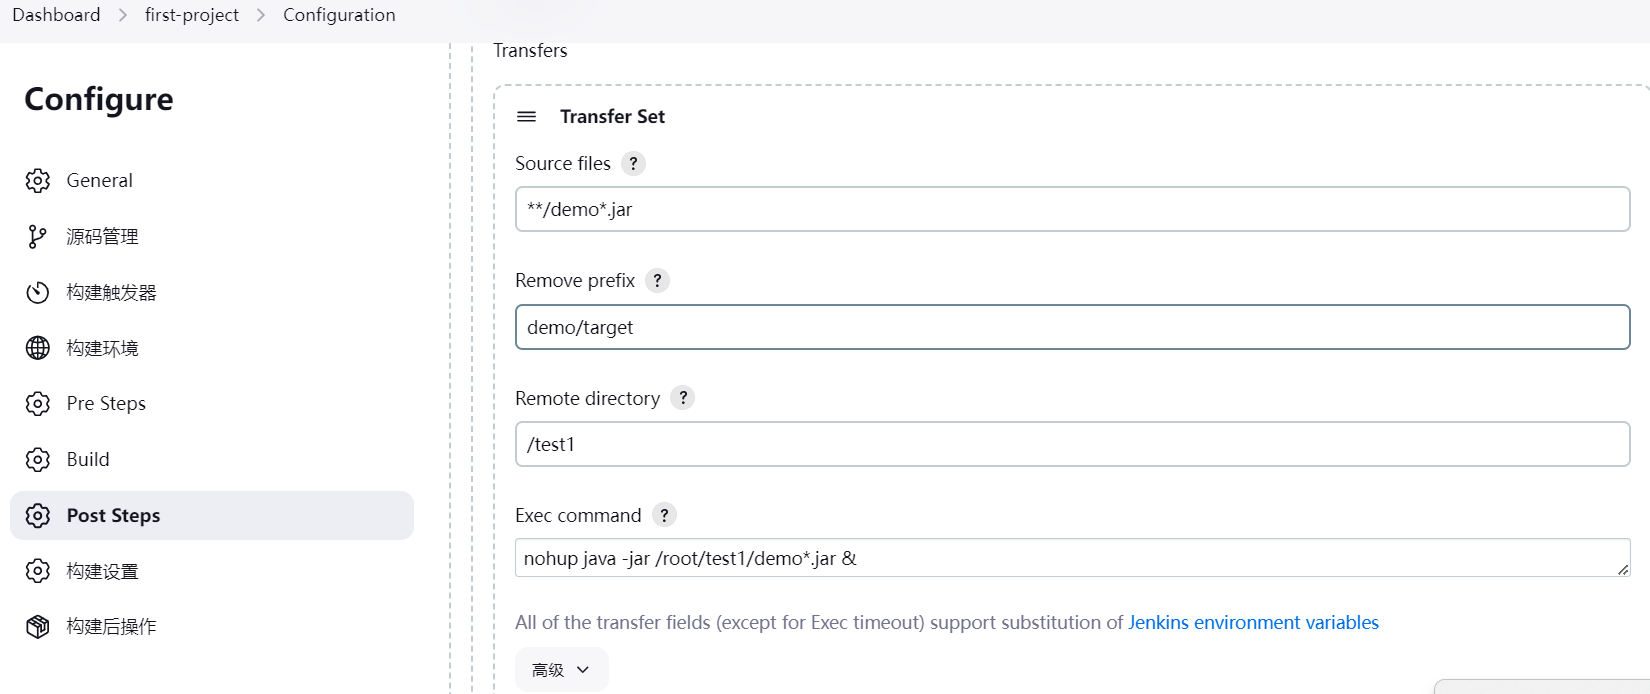 Dashboard > first-project > Configuration
Configure
General
源码管理
构建触发器
构建环境
Pre Steps
Build
Post Steps
构建设置
构建后操作
Transfers
Transfer Set
Source files ?
**/demo*.jar
Remove prefix ?
demo/target
Remote directory ?
/test1
Exec command ?
nohup java -jar /root/test1/demo*.jar &
All of the transfer fields (except for Exec timeout) support substitution of Jenkins environment variables
高级